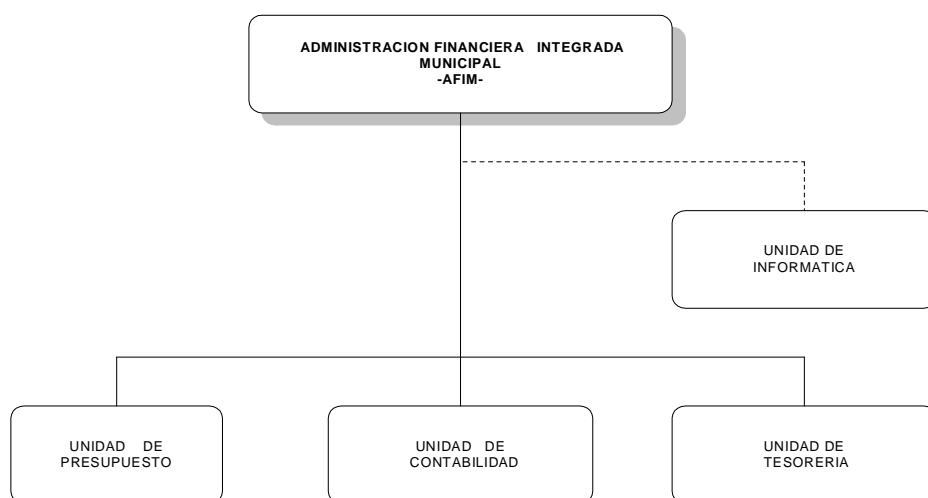 ADMINISTRACION FINANCIERA INTEGRADA
MUNICIPAL
-AFIM-
UNIDAD DE
INFORMATICA
UNIDAD DE
PRESUPUESTO
UNIDAD DE
CONTABILIDAD
UNIDAD DE
TESORERIA